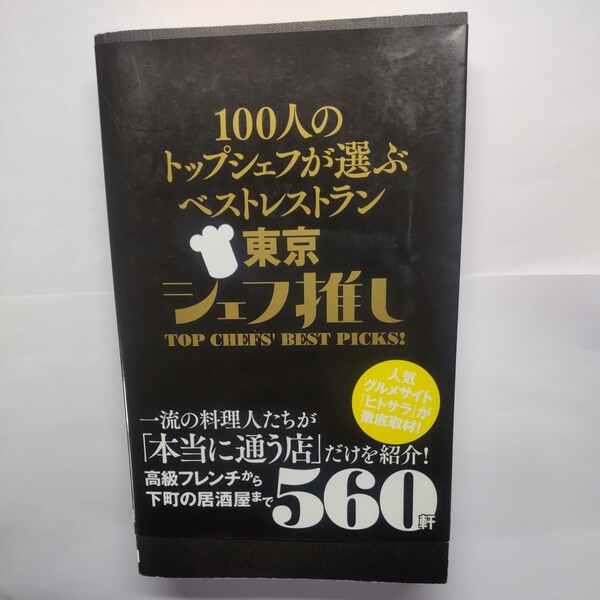 100人の
トップシェフが選ぶ
ベストレストラン
東京
シェフ推し
TOP CHEFS' BEST PICKS!
人気
グルメサイト
「ヒトサラ」が
徹底取材!
一流の料理人たちが
「本当に通う店」だけを紹介!
高級フレンチから
下町の居酒屋まで
560軒